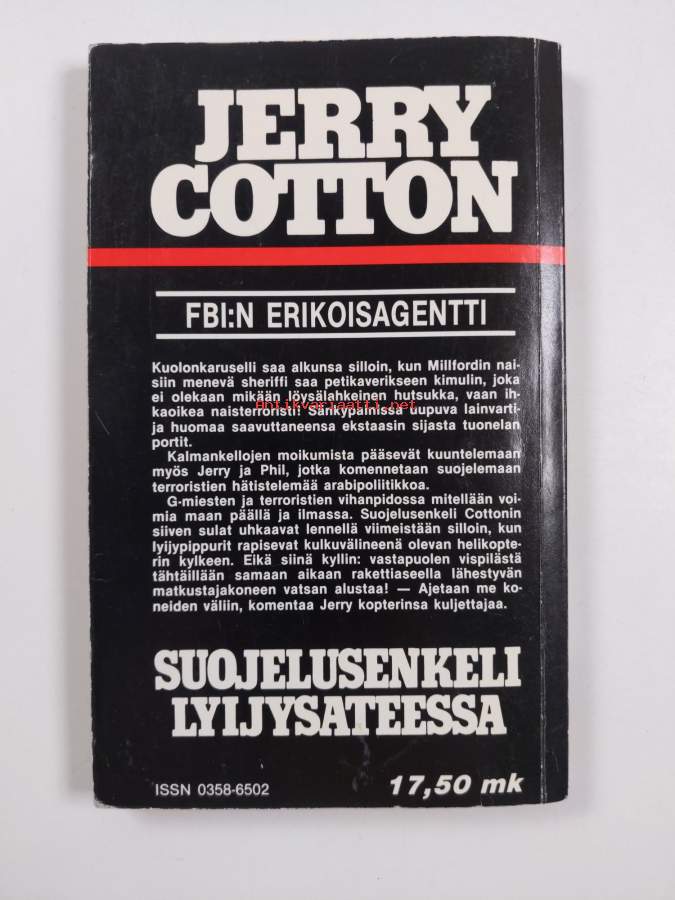 JERRY
COTTON
FBI:N ERIKOISAGENTTI
Kuolonkaruselli saa alkunsa silloin, kun Millfordin nai-
siin menevä sheriffi saa petikaverikseen kimulin, joka
ei olekaan mikään löysälahkeinen hutsukka, vaan ih-
kaoikea naisterroristi! Sänkypainissa uupuva lainvarti-
ja huomaa saavuttaneensa ekstaasin sijasta tuonelan
portit.
Kalmankellojen moikumista pääsevät kuuntelemaan
myös Jerry ja Phil, jotka komennetaan suojelemaan
terroristien hätistelemää arabipoliitikkoa.
G-miesten ja terroristien vihanpidossa mitellään voi-
mia maan päällä ja ilmassa. Suojelusenkeli Cottonin
siiven sulat uhkaavat lennellä viimeistään silloin, kun
lyijypippurit rapisevat kulkuvälineenä olevan helikopte-
rin kylkeen. Eikä siinä kyllin: vastapuolen vispilästä
tähtäillään samaan aikaan rakettiaseella lähestyvän
matkustajakoneen vatsan alustaa! — Ajetaan me ko-
neiden väliin, komentaa Jerry kopterinsa kuljettajaa.
SUOJELUSENKELI
LYIJYSATEESSA
ISSN 0358-6502
17,50 mk
Antikvariaatti.net